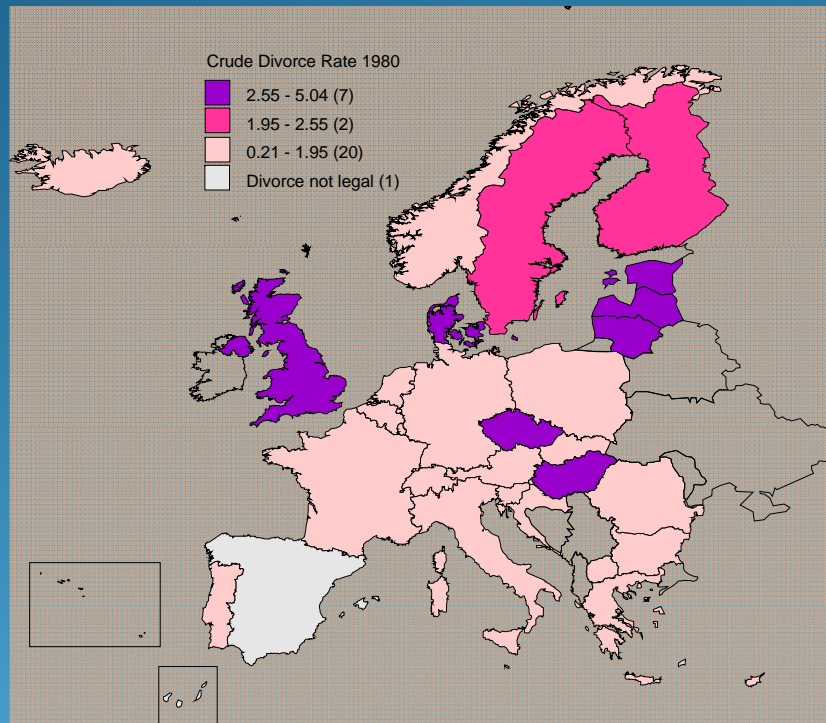 Crude Divorce Rate 1980
2.55 - 5.04 (7)
1.95 - 2.55 (2)
0.21 - 1.95 (20)
Divorce not legal (1)